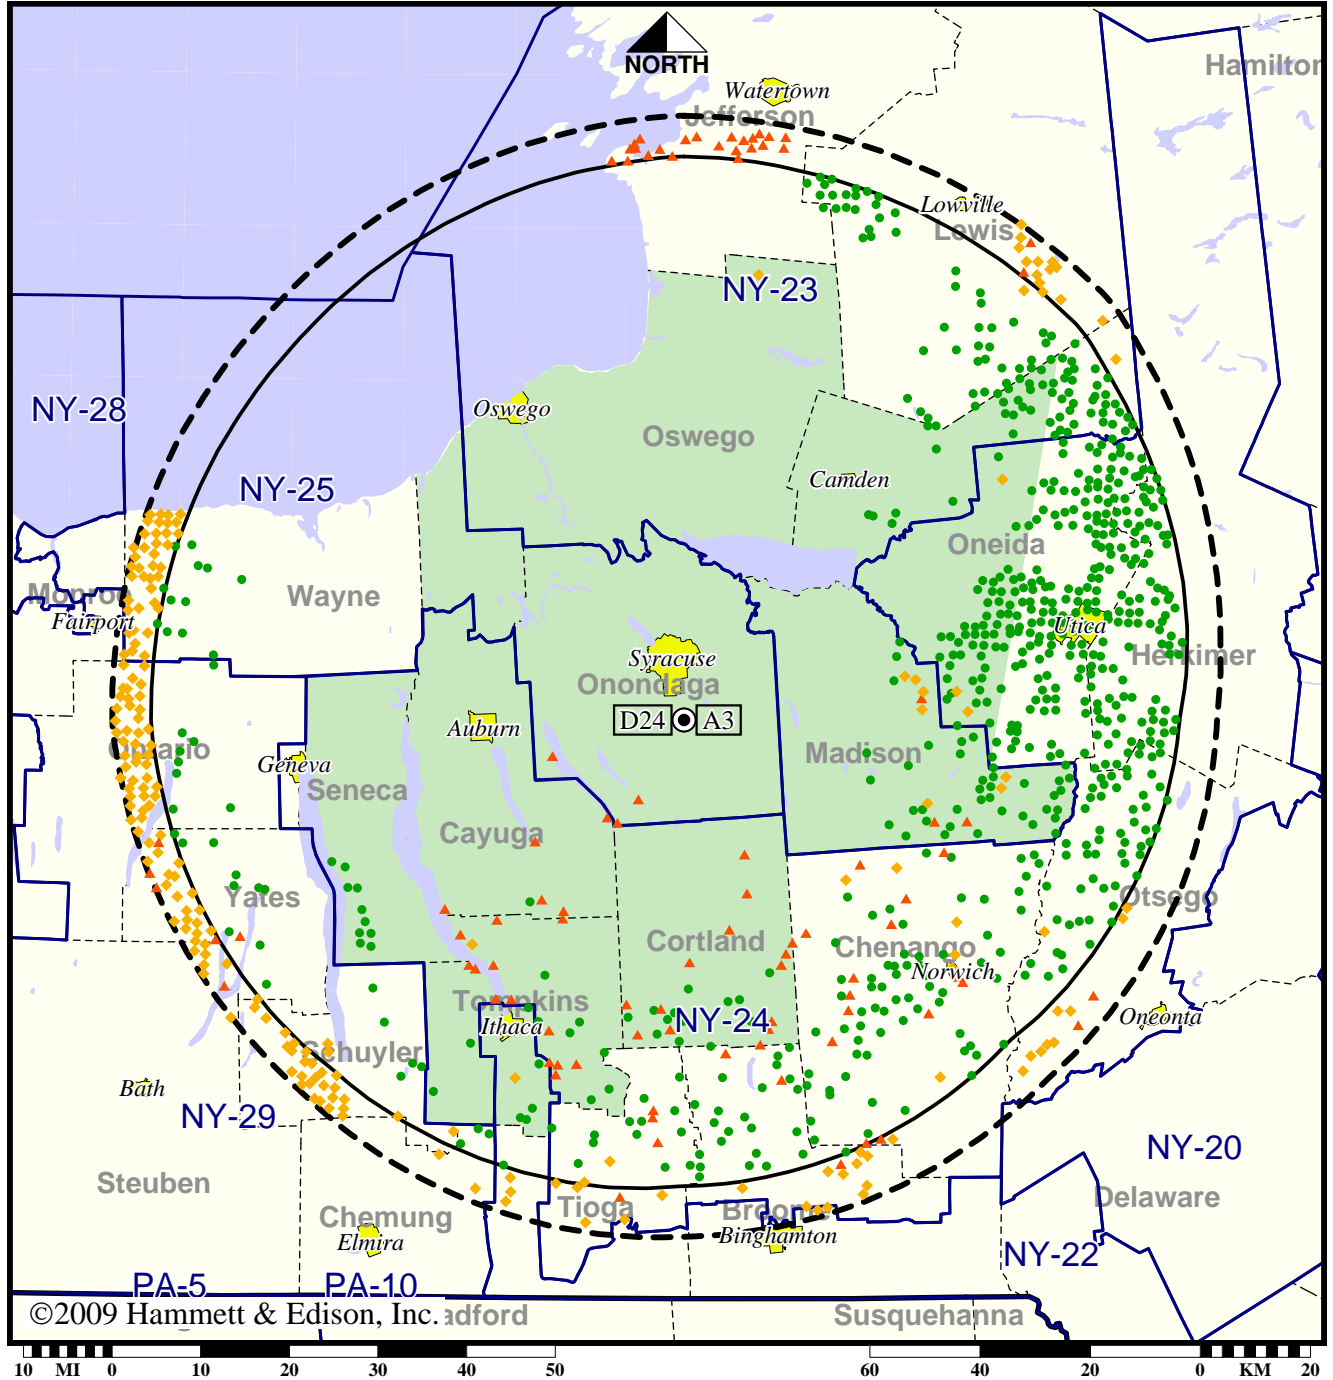 NORTH
Hamilton
Watertown
Jefferson
Lowville
Lewis
NY-23
NY-28
Oswego
Oswego
NY-25
Camden
Oneida
Monroe
Wayne
Fairport
Utica
Syracuse
Herkimer
Onondaga
D24 A3
Auburn
Ontario
Madison
Geneva
Seneca
Cayuga
Yates
Otsego
Cortland
Chenango
Norwich
Tompkins
NY-24
Ithaca
Oneonta
Schuyler
Bath
NY-29
NY-20
Steuben
Delaware
Tioga
Broome
Chemung
Elmira
Binghamton
NY-22
PA-5
PA-10
©2009 Hammett & Edison, Inc.
adford
Susquehanna
10 MI 0 10 20 30 40 50 60 40 20 0 KM 20